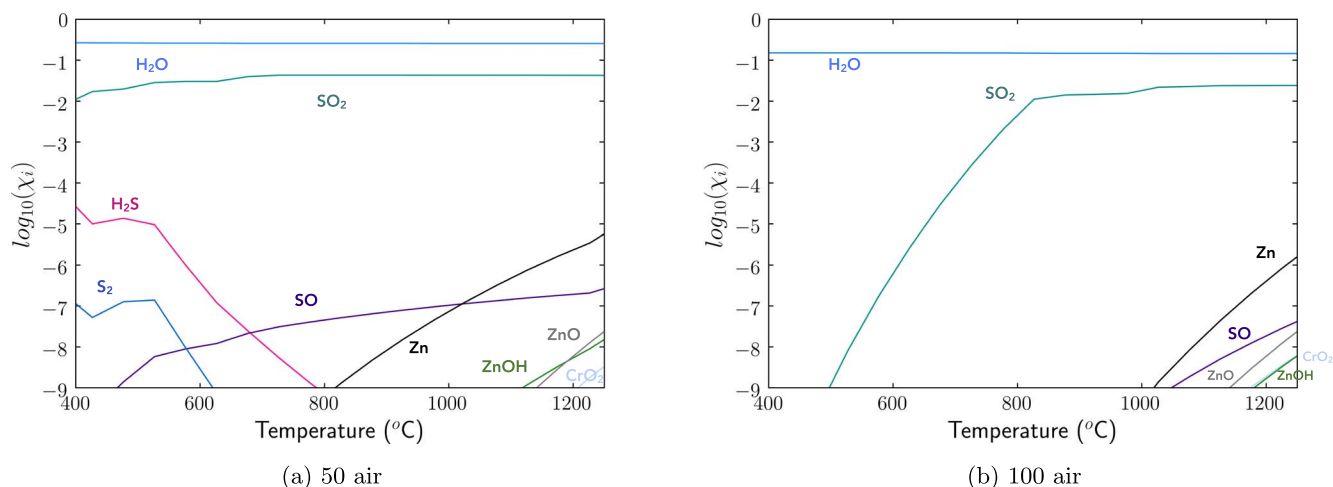 0
−1
−2
−3
−4
−5
−6
−7
−8
−9
log₁₀(χᵢ)
H₂O
SO₂
H₂S
S₂
SO
Zn
ZnO
ZnOH
CrO₂
400
600
800
1000
1200
Temperature (°C)
(a) 50 air
0
−1
−2
−3
−4
−5
−6
−7
−8
−9
log₁₀(χᵢ)
H₂O
SO₂
Zn
SO
CrO₂
ZnO
ZnOH
400
600
800
1000
1200
Temperature (°C)
(b) 100 air